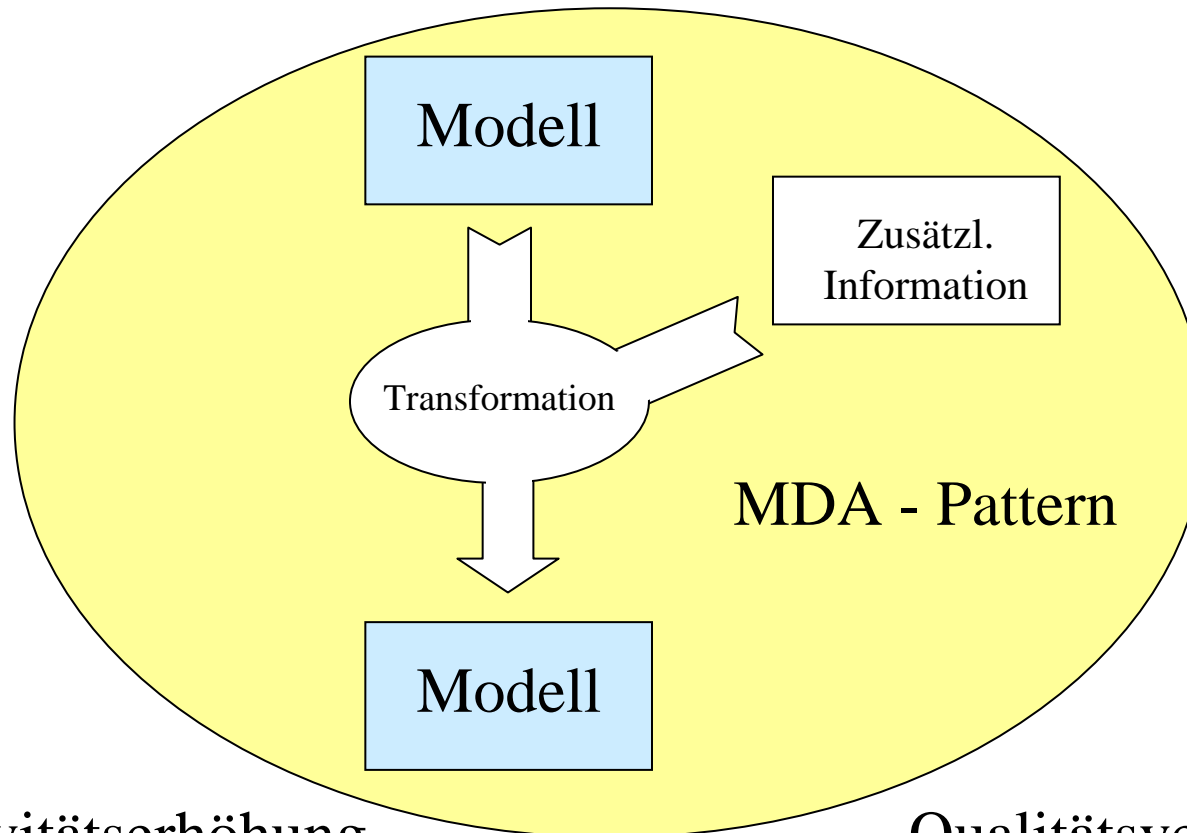 Modell
Zusätzl.
Information
Transformation
MDA - Pattern
Modell